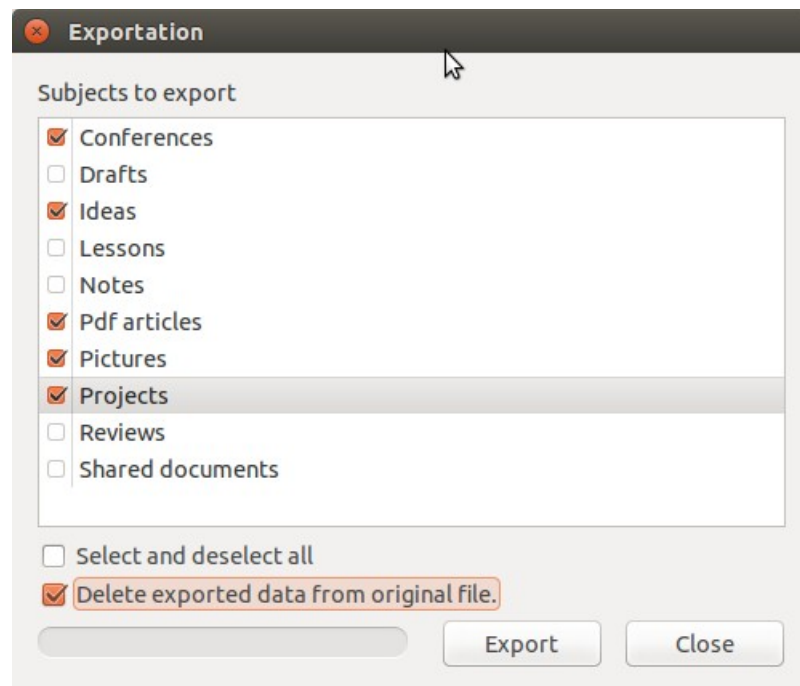 Exportation
Subjects to export
Conferences
Drafts
Ideas
Lessons
Notes
Pdf articles
Pictures
Projects
Reviews
Shared documents
Select and deselect all
Delete exported data from original file.
Export Close